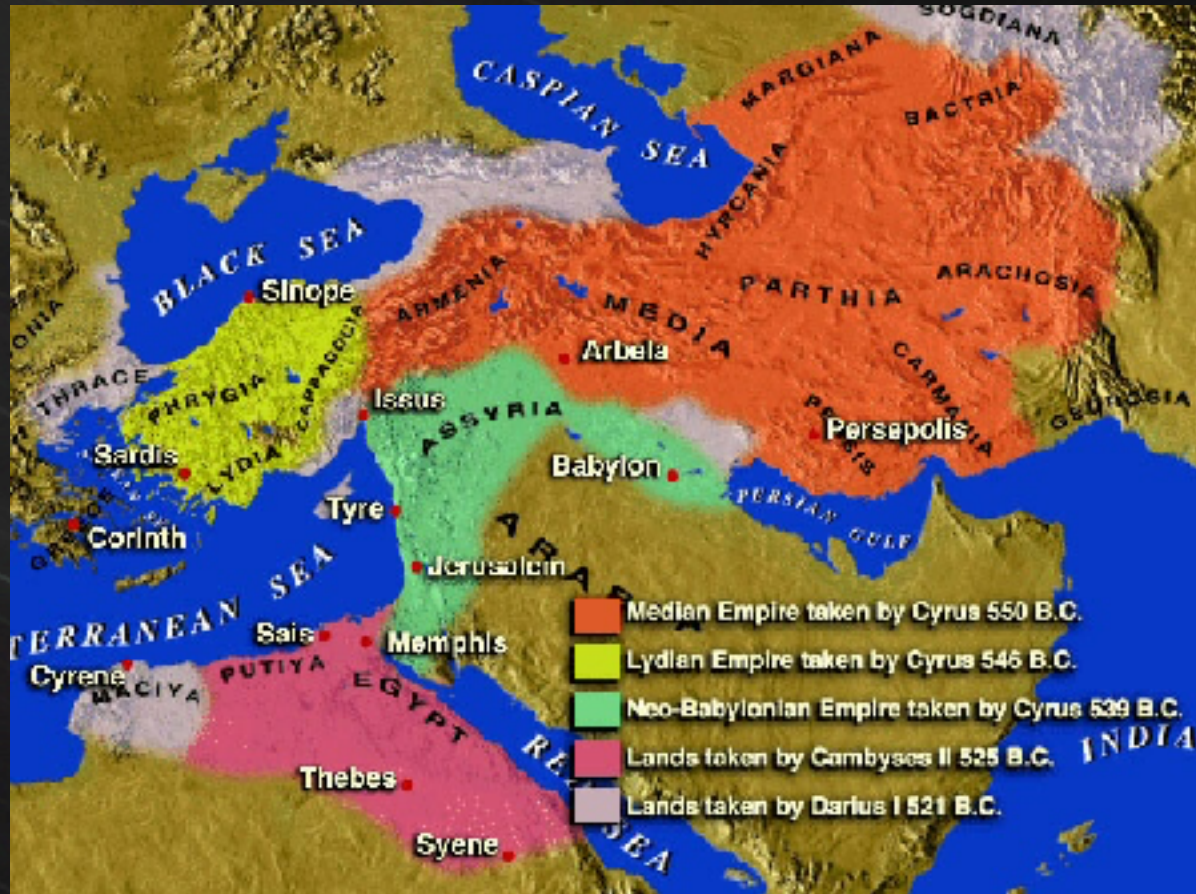 SOGDIANA
MARGIANA
BACTRIA
CASPIAN SEA
HYRCANIA
BLACK SEA
Sinope
ARMENIA
MEDIA
PARTHIA
ARACHOSIA
ONIA
THRACE
PHRYGIA
CAPPADOCIA
Arbela
CARMANIA
GEDROSIA
Issus
ASSYRIA
PERSIS
Persepolis
Sardis
LYDIA
Babylon
PERSIAN GULF
Tyre
Corinth
GREECE
ARABIA
Jerusalem
TERRANEAN SEA
Sais
Memphis
Cyrene
MACIYA
PUTIYA
EGYPT
Thebes
Syene
RED SEA
INDIA
Median Empire taken by Cyrus 550 B.C.
Lydian Empire taken by Cyrus 546 B.C.
Neo-Babylonian Empire taken by Cyrus 539 B.C.
Lands taken by Cambyses II 525 B.C.
Lands taken by Darius I 521 B.C.